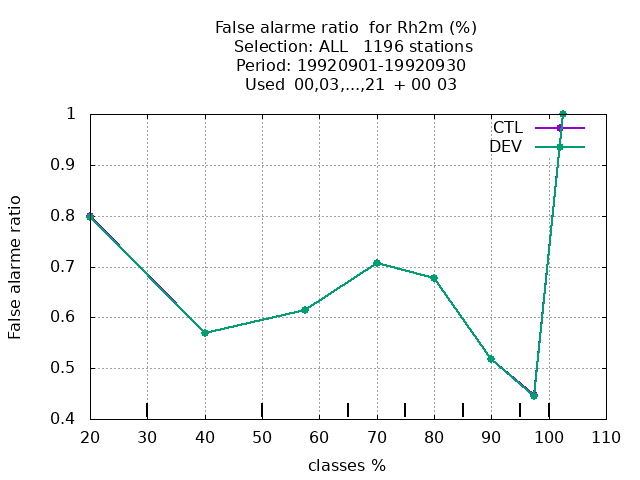 False alarme ratio  for Rh2m (%)
Selection: ALL   1196 stations
Period: 19920901-19920930
Used  00,03,...,21  + 00 03
CTL
DEV
1
0.9
0.8
0.7
0.6
0.5
0.4
False alarme ratio
20 30 40 50 60 70 80 90 100 110
classes %